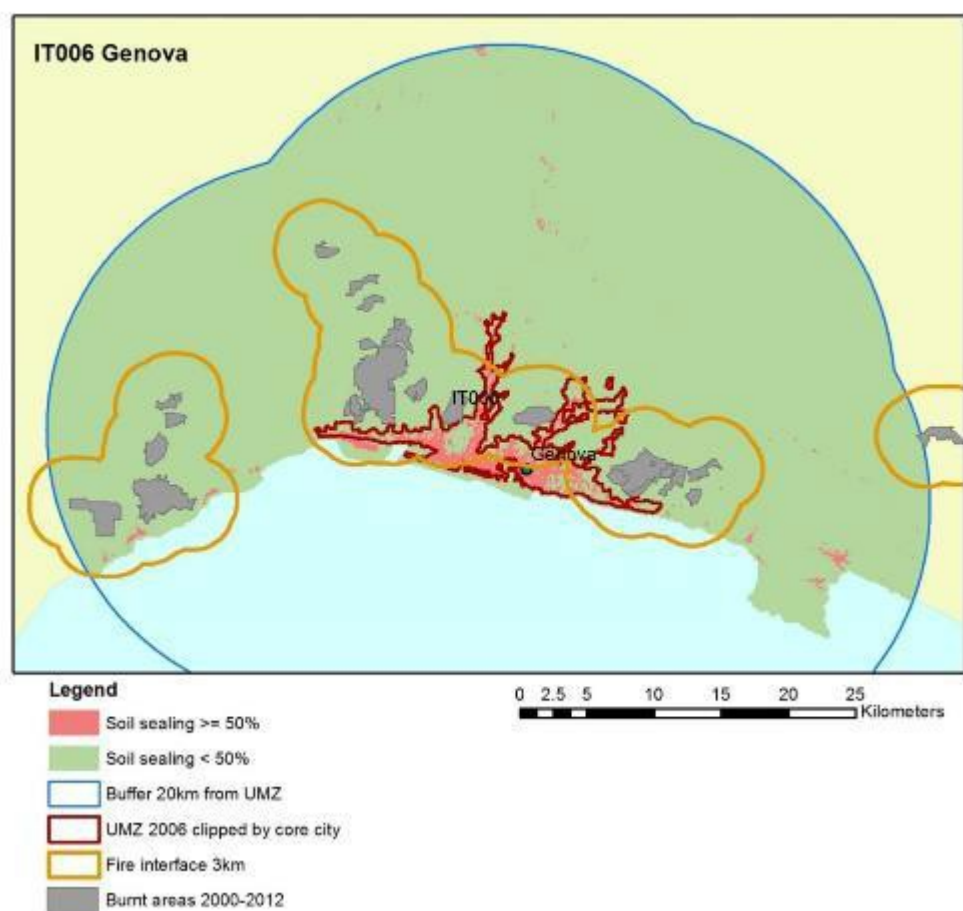 IT006 Genova
IT006
Genova
Legend
Soil sealing >= 50%
Soil sealing < 50%
Buffer 20km from UMZ
UMZ 2006 clipped by core city
Fire interface 3km
Burnt areas 2000-2012
0 2.5 5 10 15 20 25
Kilometers